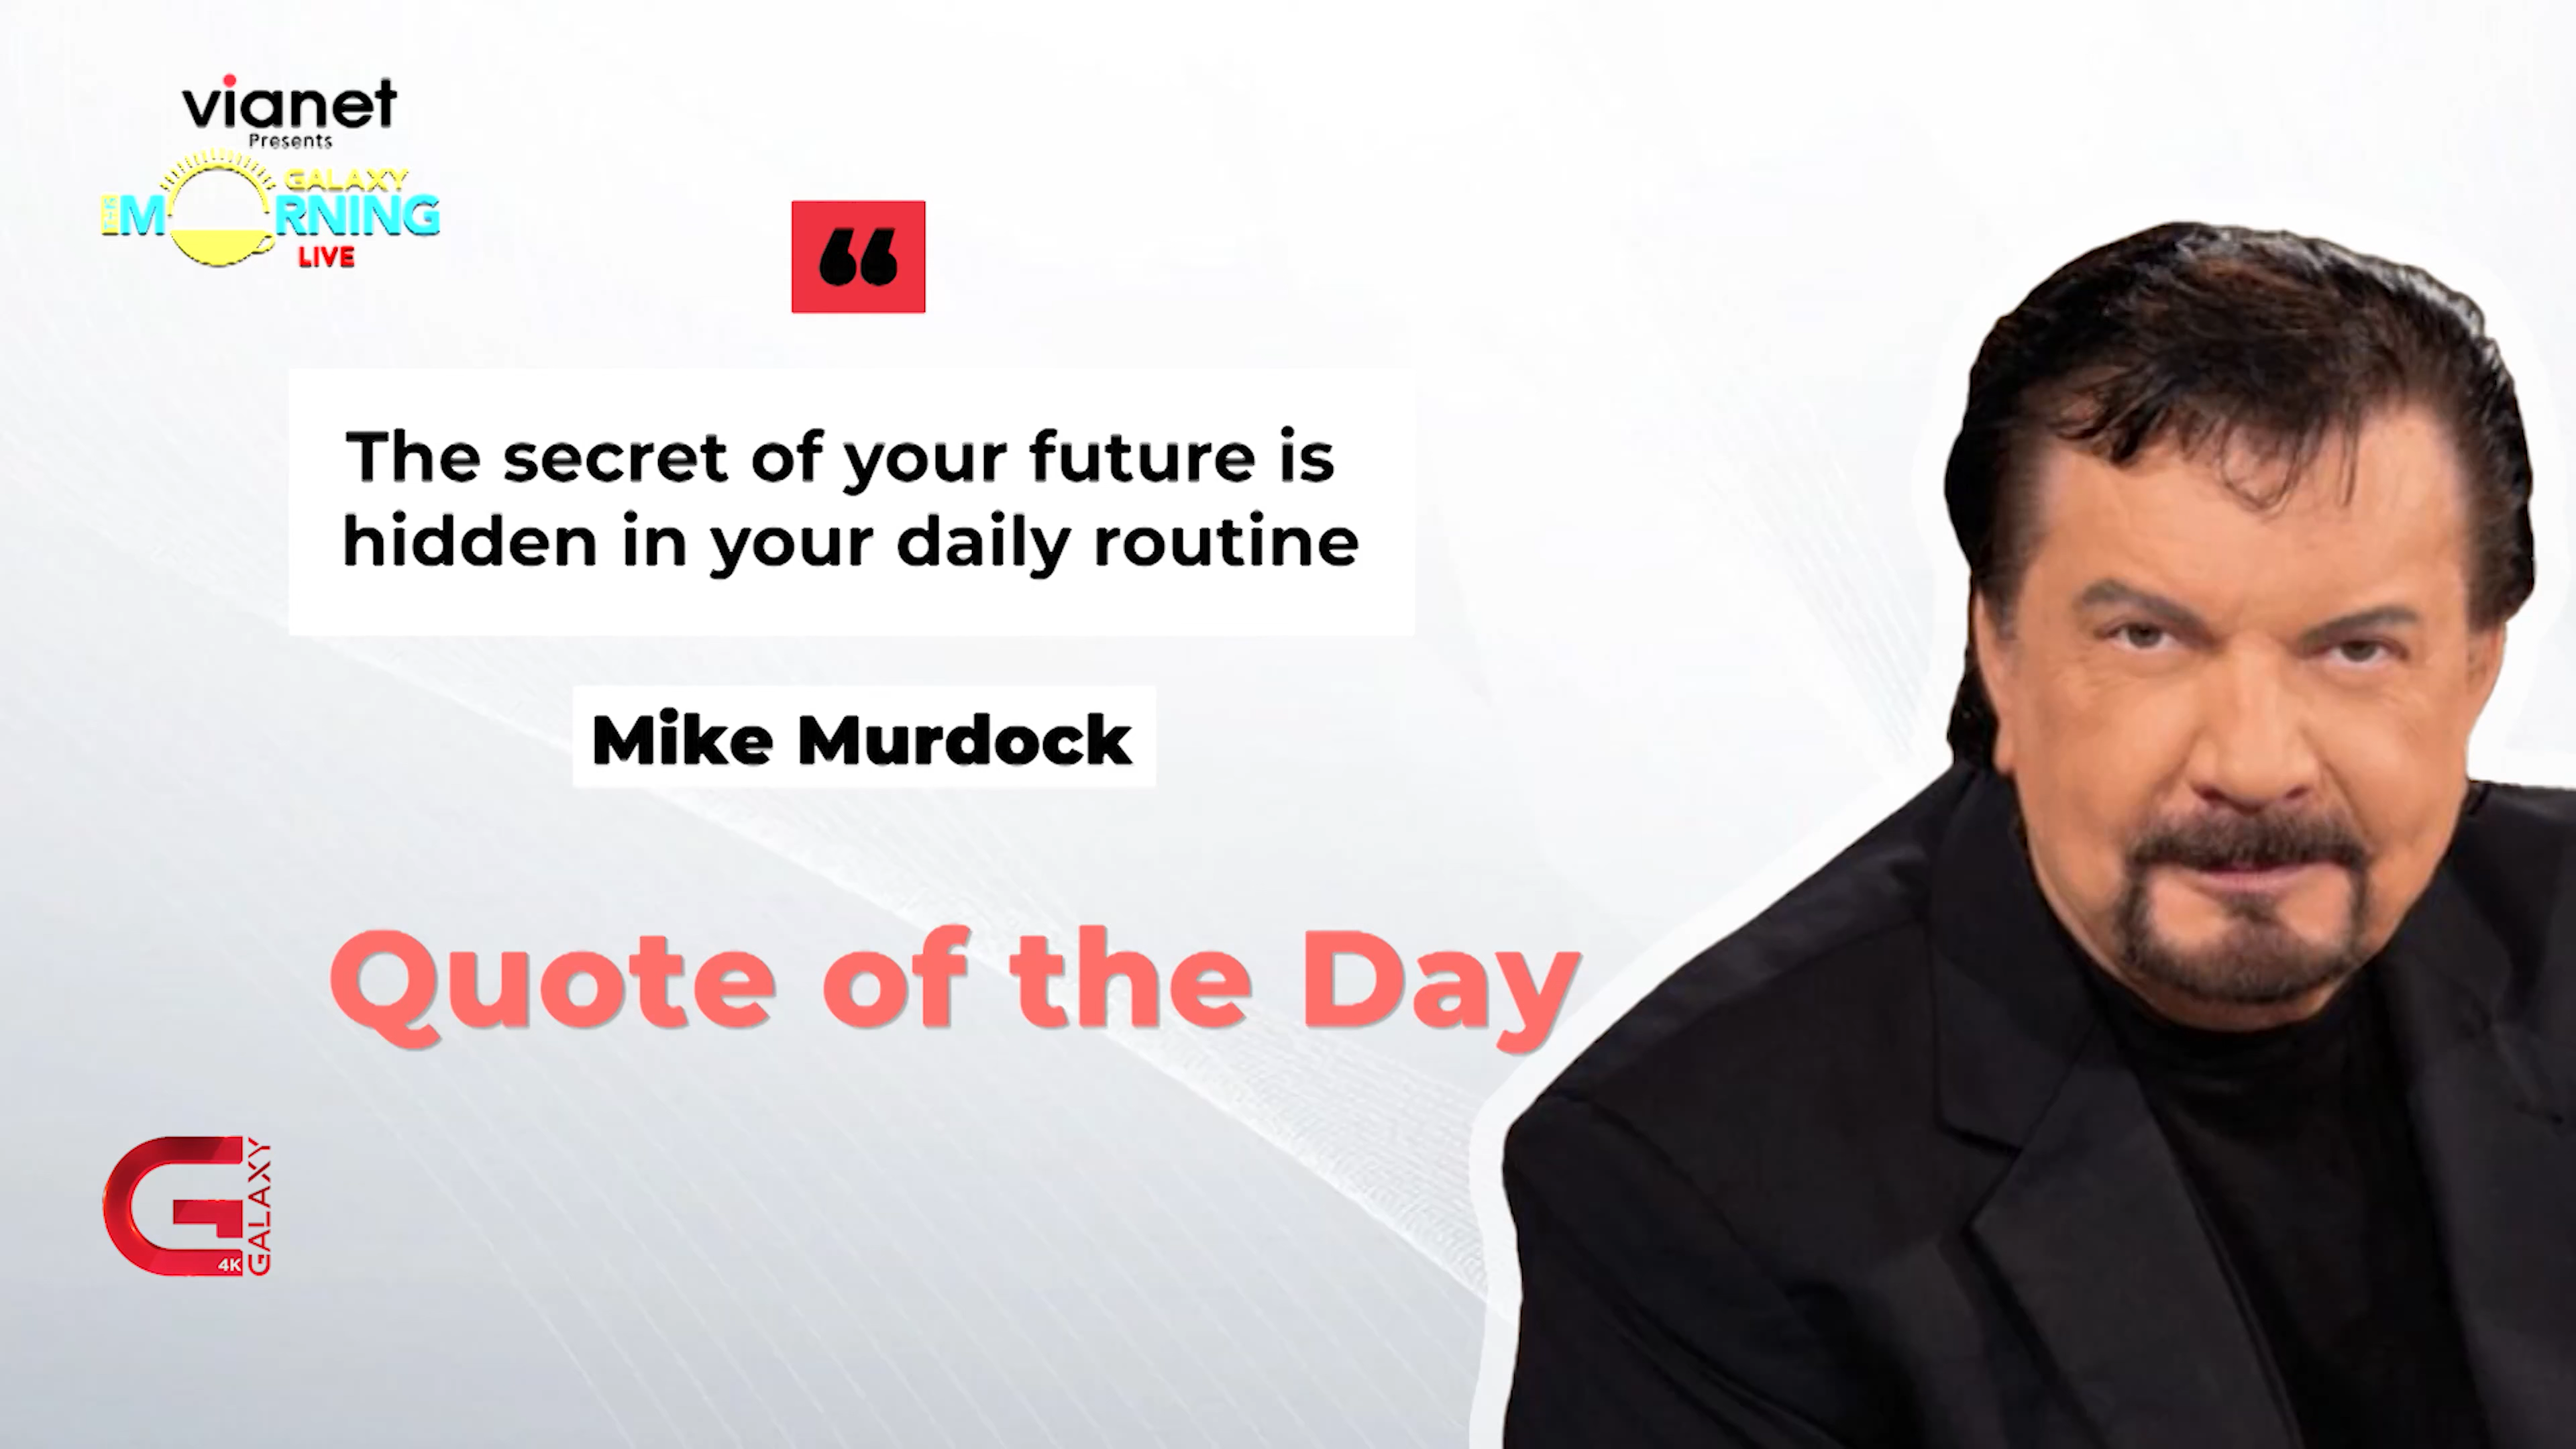 vianet
Presents
THE MORNING GALAXY
LIVE
The secret of your future is
hidden in your daily routine
Mike Murdock
Quote of the Day
GALAXY
4K